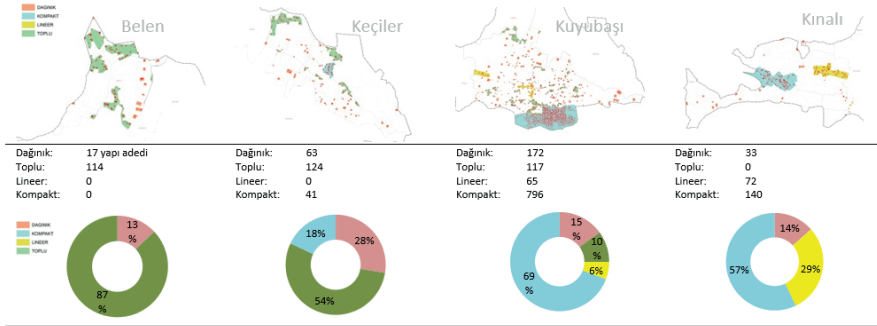 DAGINIK
KOMPAKT
LINEER
TOPLU
Belen
Keçiler
Kuyubaşı
Kınalı
Dağınık: 17 yapı adedi
Toplu: 114
Lineer: 0
Kompakt: 0
Dağınık: 63
Toplu: 124
Lineer: 0
Kompakt: 41
Dağınık: 172
Toplu: 117
Lineer: 65
Kompakt: 796
Dağınık: 33
Toplu: 0
Lineer: 72
Kompakt: 140
DAGINIK
KOMPAKT
LINEER
TOPLU
13
%
87
%
18%
28%
54%
15
%
10
%
6%
69
%
14%
29%
57%